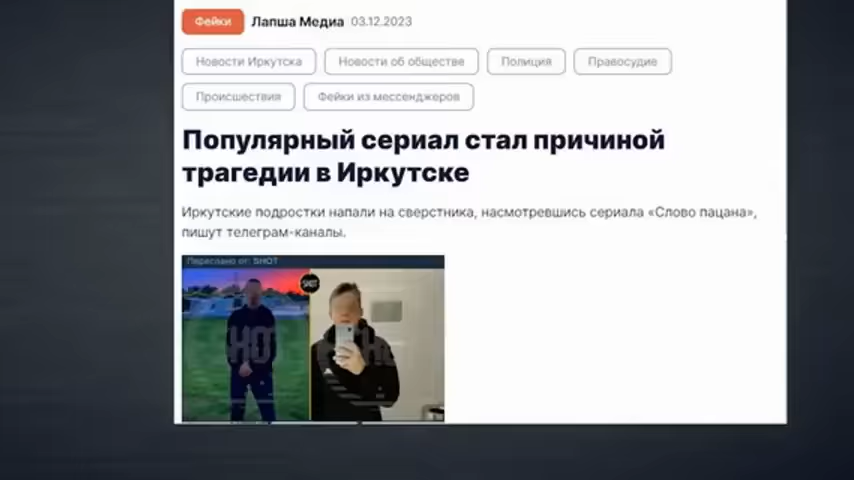 Фейки Лапша Медиа 03.12.2023
Новости Иркутска Новости об обществе Полиция Правосудие
Происшествия Фейки из мессенджеров
Популярный сериал стал причиной
трагедии в Иркутске
Иркутские подростки напали на сверстника, насмотревшись сериала «Слово пацана»,
пишут телеграм-каналы.
Переслано от: SHOT
SHOT
SHOT